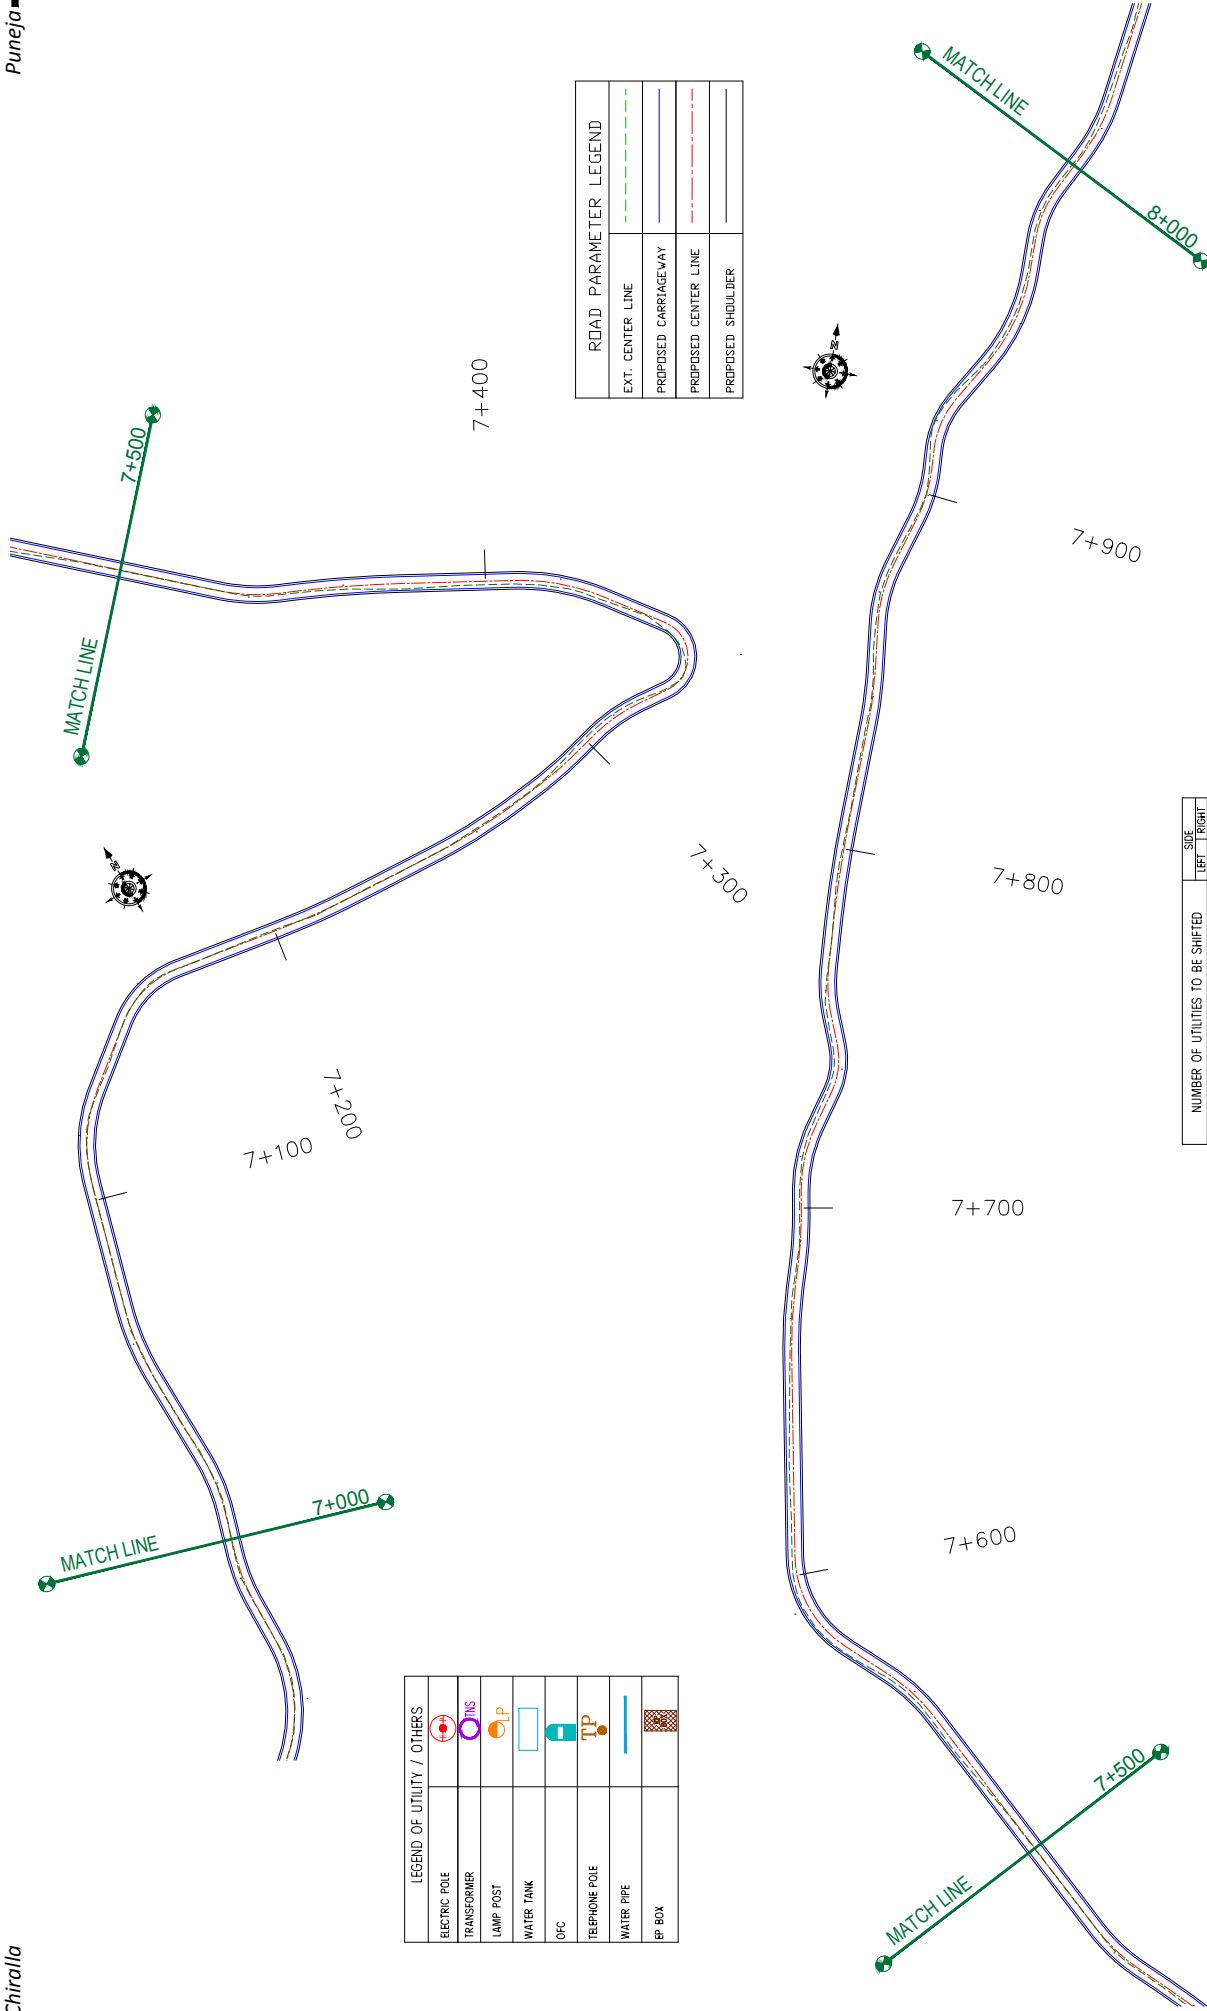 Puneja
Chiralla
MATCH LINE
7+000
7+100
7+200
7+300
7+400
MATCH LINE
7+500
N
ROAD PARAMETER LEGEND
EXT. CENTER LINE
PROPOSED CARRIAGEWAY
PROPOSED CENTER LINE
PROPOSED SHOULDER
LEGEND OF UTILITY / OTHERS
ELECTRIC POLE
TRANSFORMER TNS
LAMP POST LP
WATER TANK
OFC
TELEPHONE POLE TP
WATER PIPE
EP BOX
MATCH LINE
7+500
7+600
7+700
7+800
7+900
MATCH LINE
8+000
N
NUMBER OF UTILITIES TO BE SHIFTED
SIDE
LEFT RIGHT